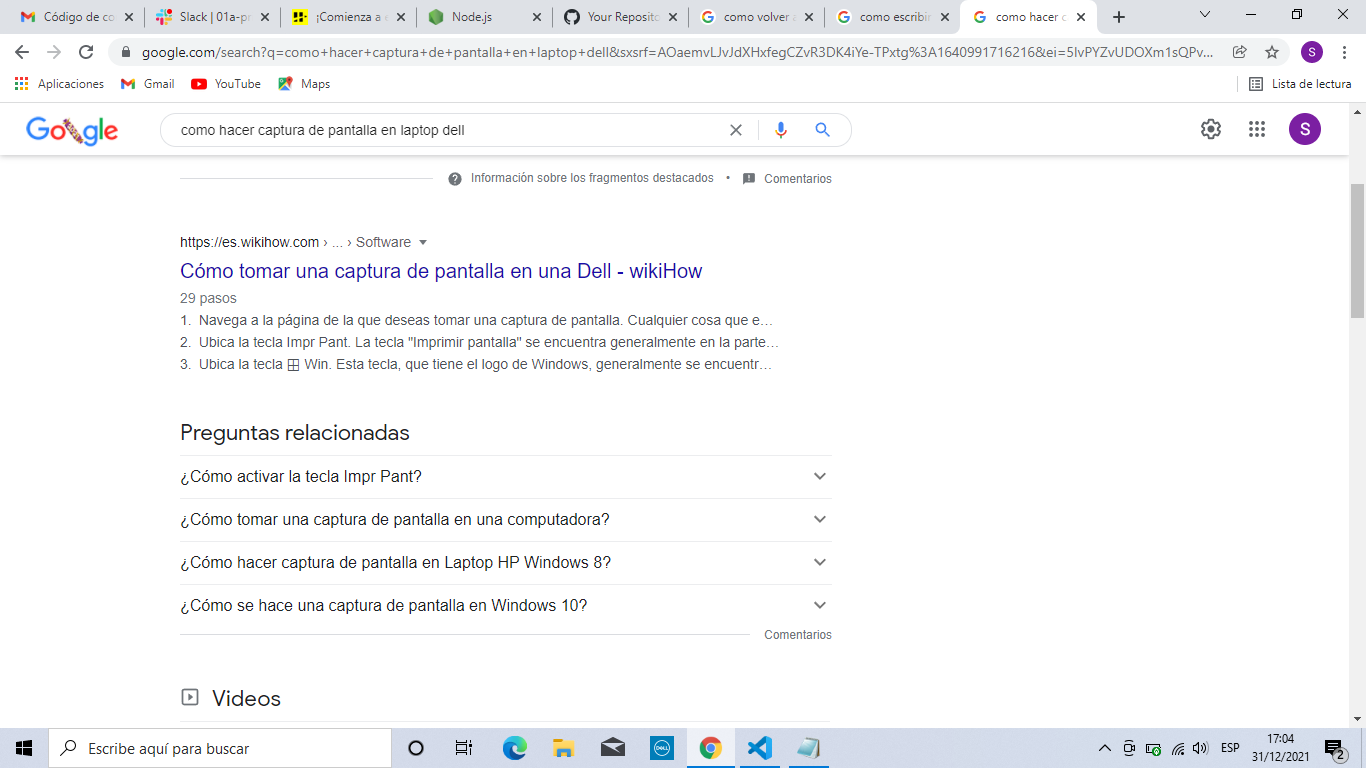 Código de co
Slack | 01a-pr
¡Comienza a e
Node.js
Your Reposito
como volver a
como escribir
como hacer c
google.com/search?q=como+hacer+captura+de+pantalla+en+laptop+dell&sxsrf=AOaemvLJvJdXHxfegCZvR3DK4iYe-TPxtg%3A1640991716216&ei=5IvPYZvUDOXm1sQPv...
S
Aplicaciones
Gmail
YouTube
Maps
Lista de lectura
Google
como hacer captura de pantalla en laptop dell
S
Información sobre los fragmentos destacados • Comentarios
https://es.wikihow.com › ... › Software
Cómo tomar una captura de pantalla en una Dell - wikiHow
29 pasos
1. Navega a la página de la que deseas tomar una captura de pantalla. Cualquier cosa que e…
2. Ubica la tecla Impr Pant. La tecla "Imprimir pantalla" se encuentra generalmente en la parte…
3. Ubica la tecla ⊞ Win. Esta tecla, que tiene el logo de Windows, generalmente se encuentr…
Preguntas relacionadas
¿Cómo activar la tecla Impr Pant?
¿Cómo tomar una captura de pantalla en una computadora?
¿Cómo hacer captura de pantalla en Laptop HP Windows 8?
¿Cómo se hace una captura de pantalla en Windows 10?
Comentarios
Videos
Escribe aquí para buscar
DELL
ESP
17:04
31/12/2021
2